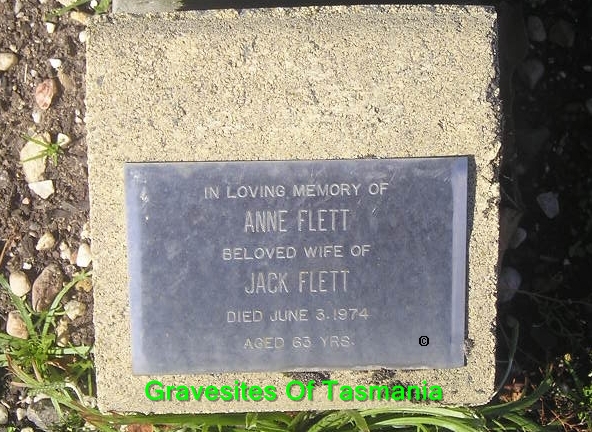 IN LOVING MEMORY OF
ANNE FLETT
BELOVED WIFE OF
JACK FLETT
DIED JUNE 3.1974
AGED 63 YRS.
©
Gravesites Of Tasmania